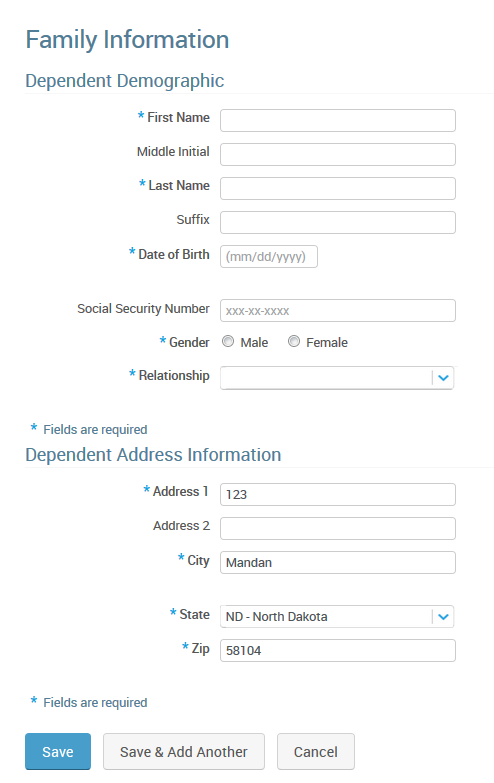 Family Information
Dependent Demographic
* First Name
Middle Initial
* Last Name
Suffix
* Date of Birth (mm/dd/yyyy)
Social Security Number xxx-xx-xxxx
* Gender Male Female
* Relationship
* Fields are required
Dependent Address Information
* Address 1 123
Address 2
* City Mandan
* State ND - North Dakota
* Zip 58104
* Fields are required
Save Save & Add Another Cancel